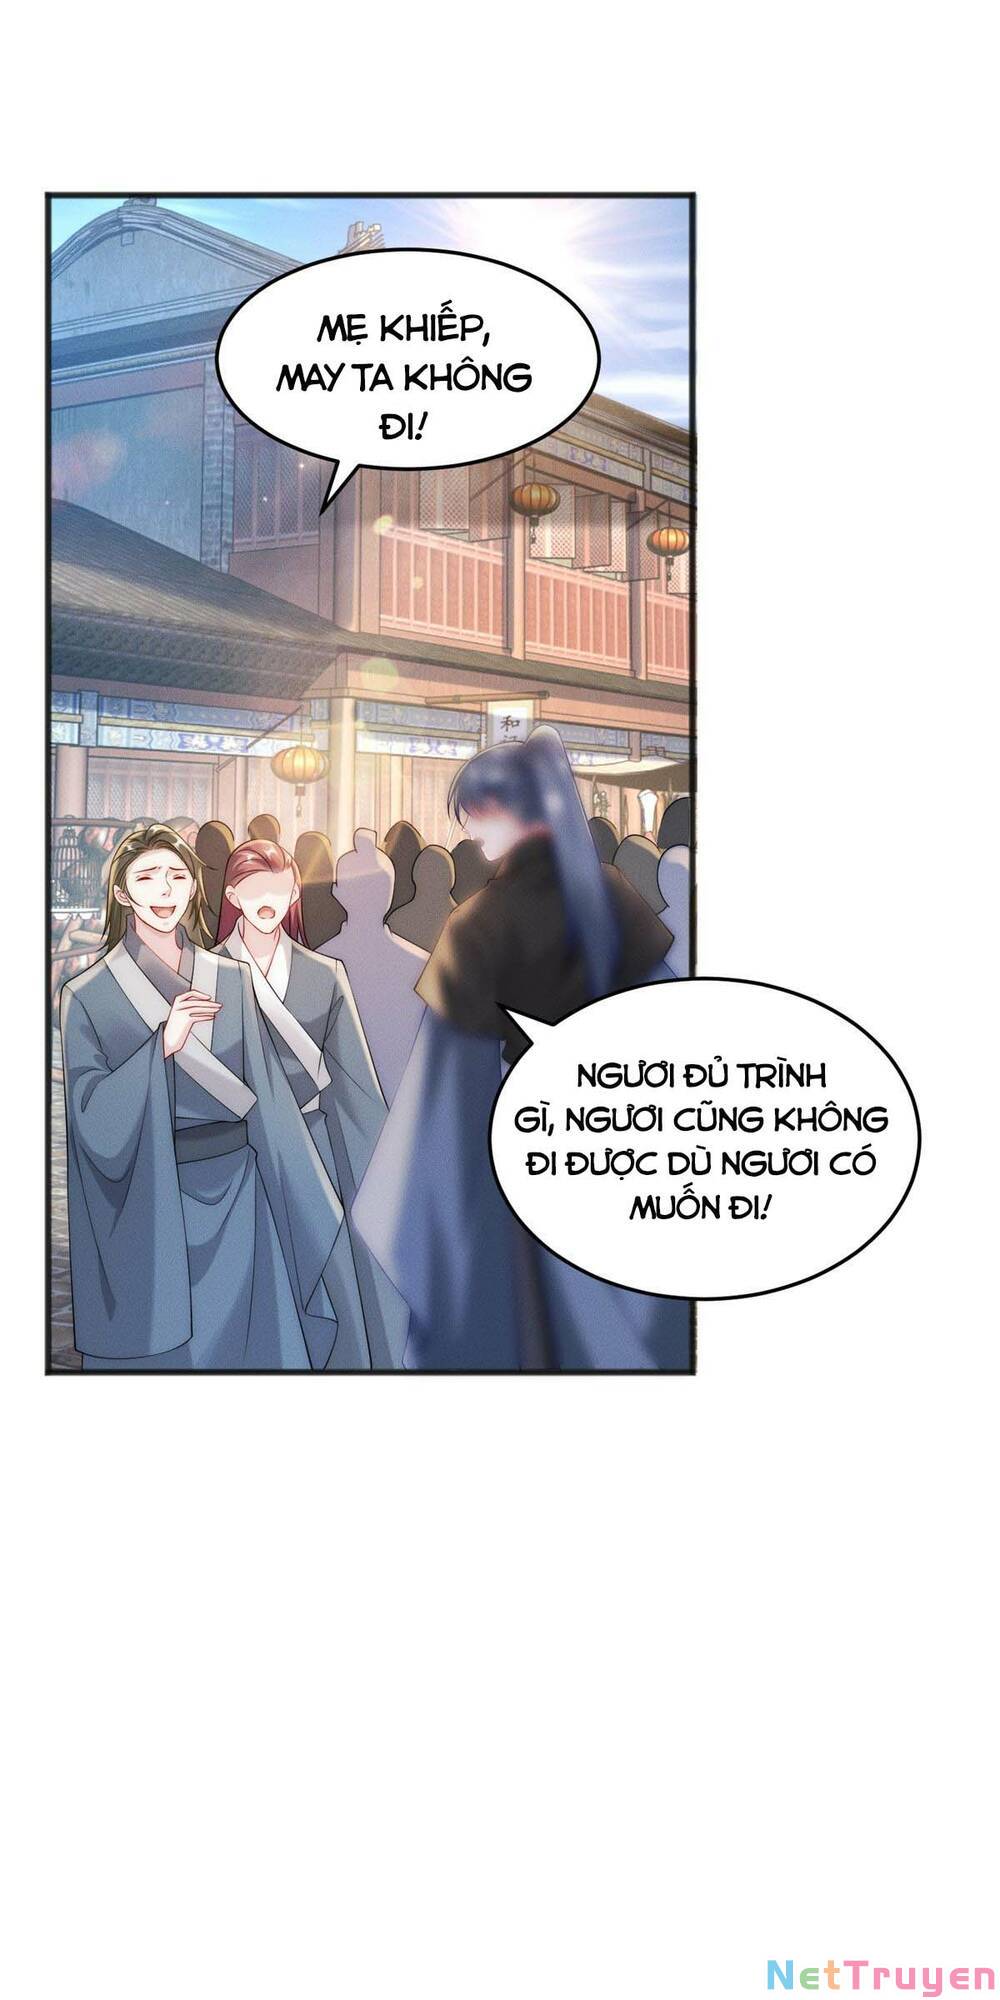 MẸ KHIẾP,
MAY TA KHÔNG
ĐI!
和
NGƯƠI ĐỦ TRÌNH
GÌ, NGƯƠI CŨNG KHÔNG
ĐI ĐƯỢC DÙ NGƯƠI CÓ
MUỐN ĐI!
NetTruyen